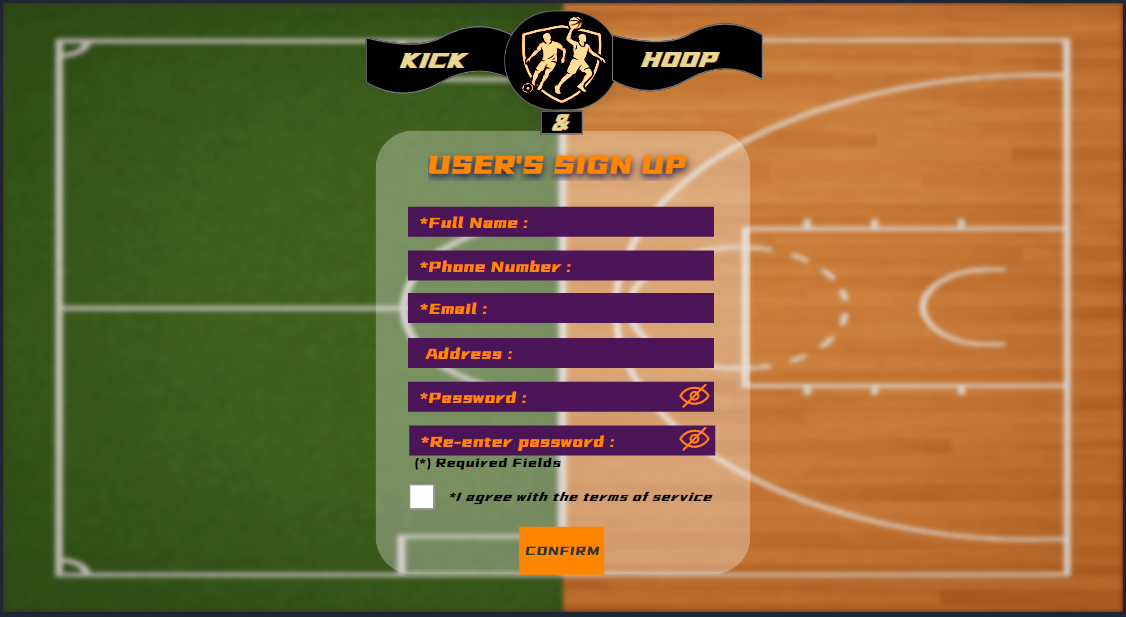 KICK
HOOP
&
USER'S SIGN UP
*Full Name :
*Phone Number :
*Email :
Address :
*Password :
*Re-enter password :
(*) Required Fields
*I agree with the terms of service
CONFIRM